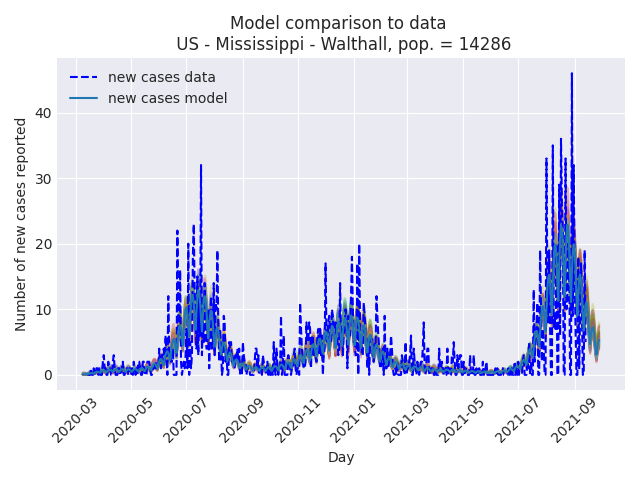 Model comparison to data
US - Mississippi - Walthall, pop. = 14286
new cases data
new cases model
Number of new cases reported
40
30
20
10
0
2020-03
2020-05
2020-07
2020-09
2020-11
2021-01
2021-03
2021-05
2021-07
2021-09
Day